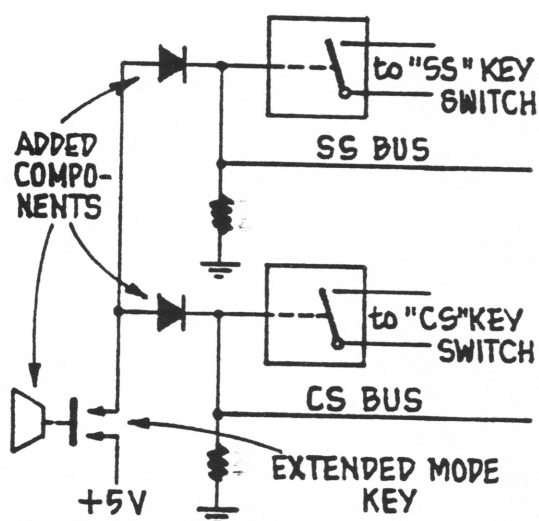 to "SS" KEY
SWITCH
SS BUS
ADDED
COMPO-
NENTS
to "CS" KEY
SWITCH
CS BUS
EXTENDED MODE
KEY
+5V